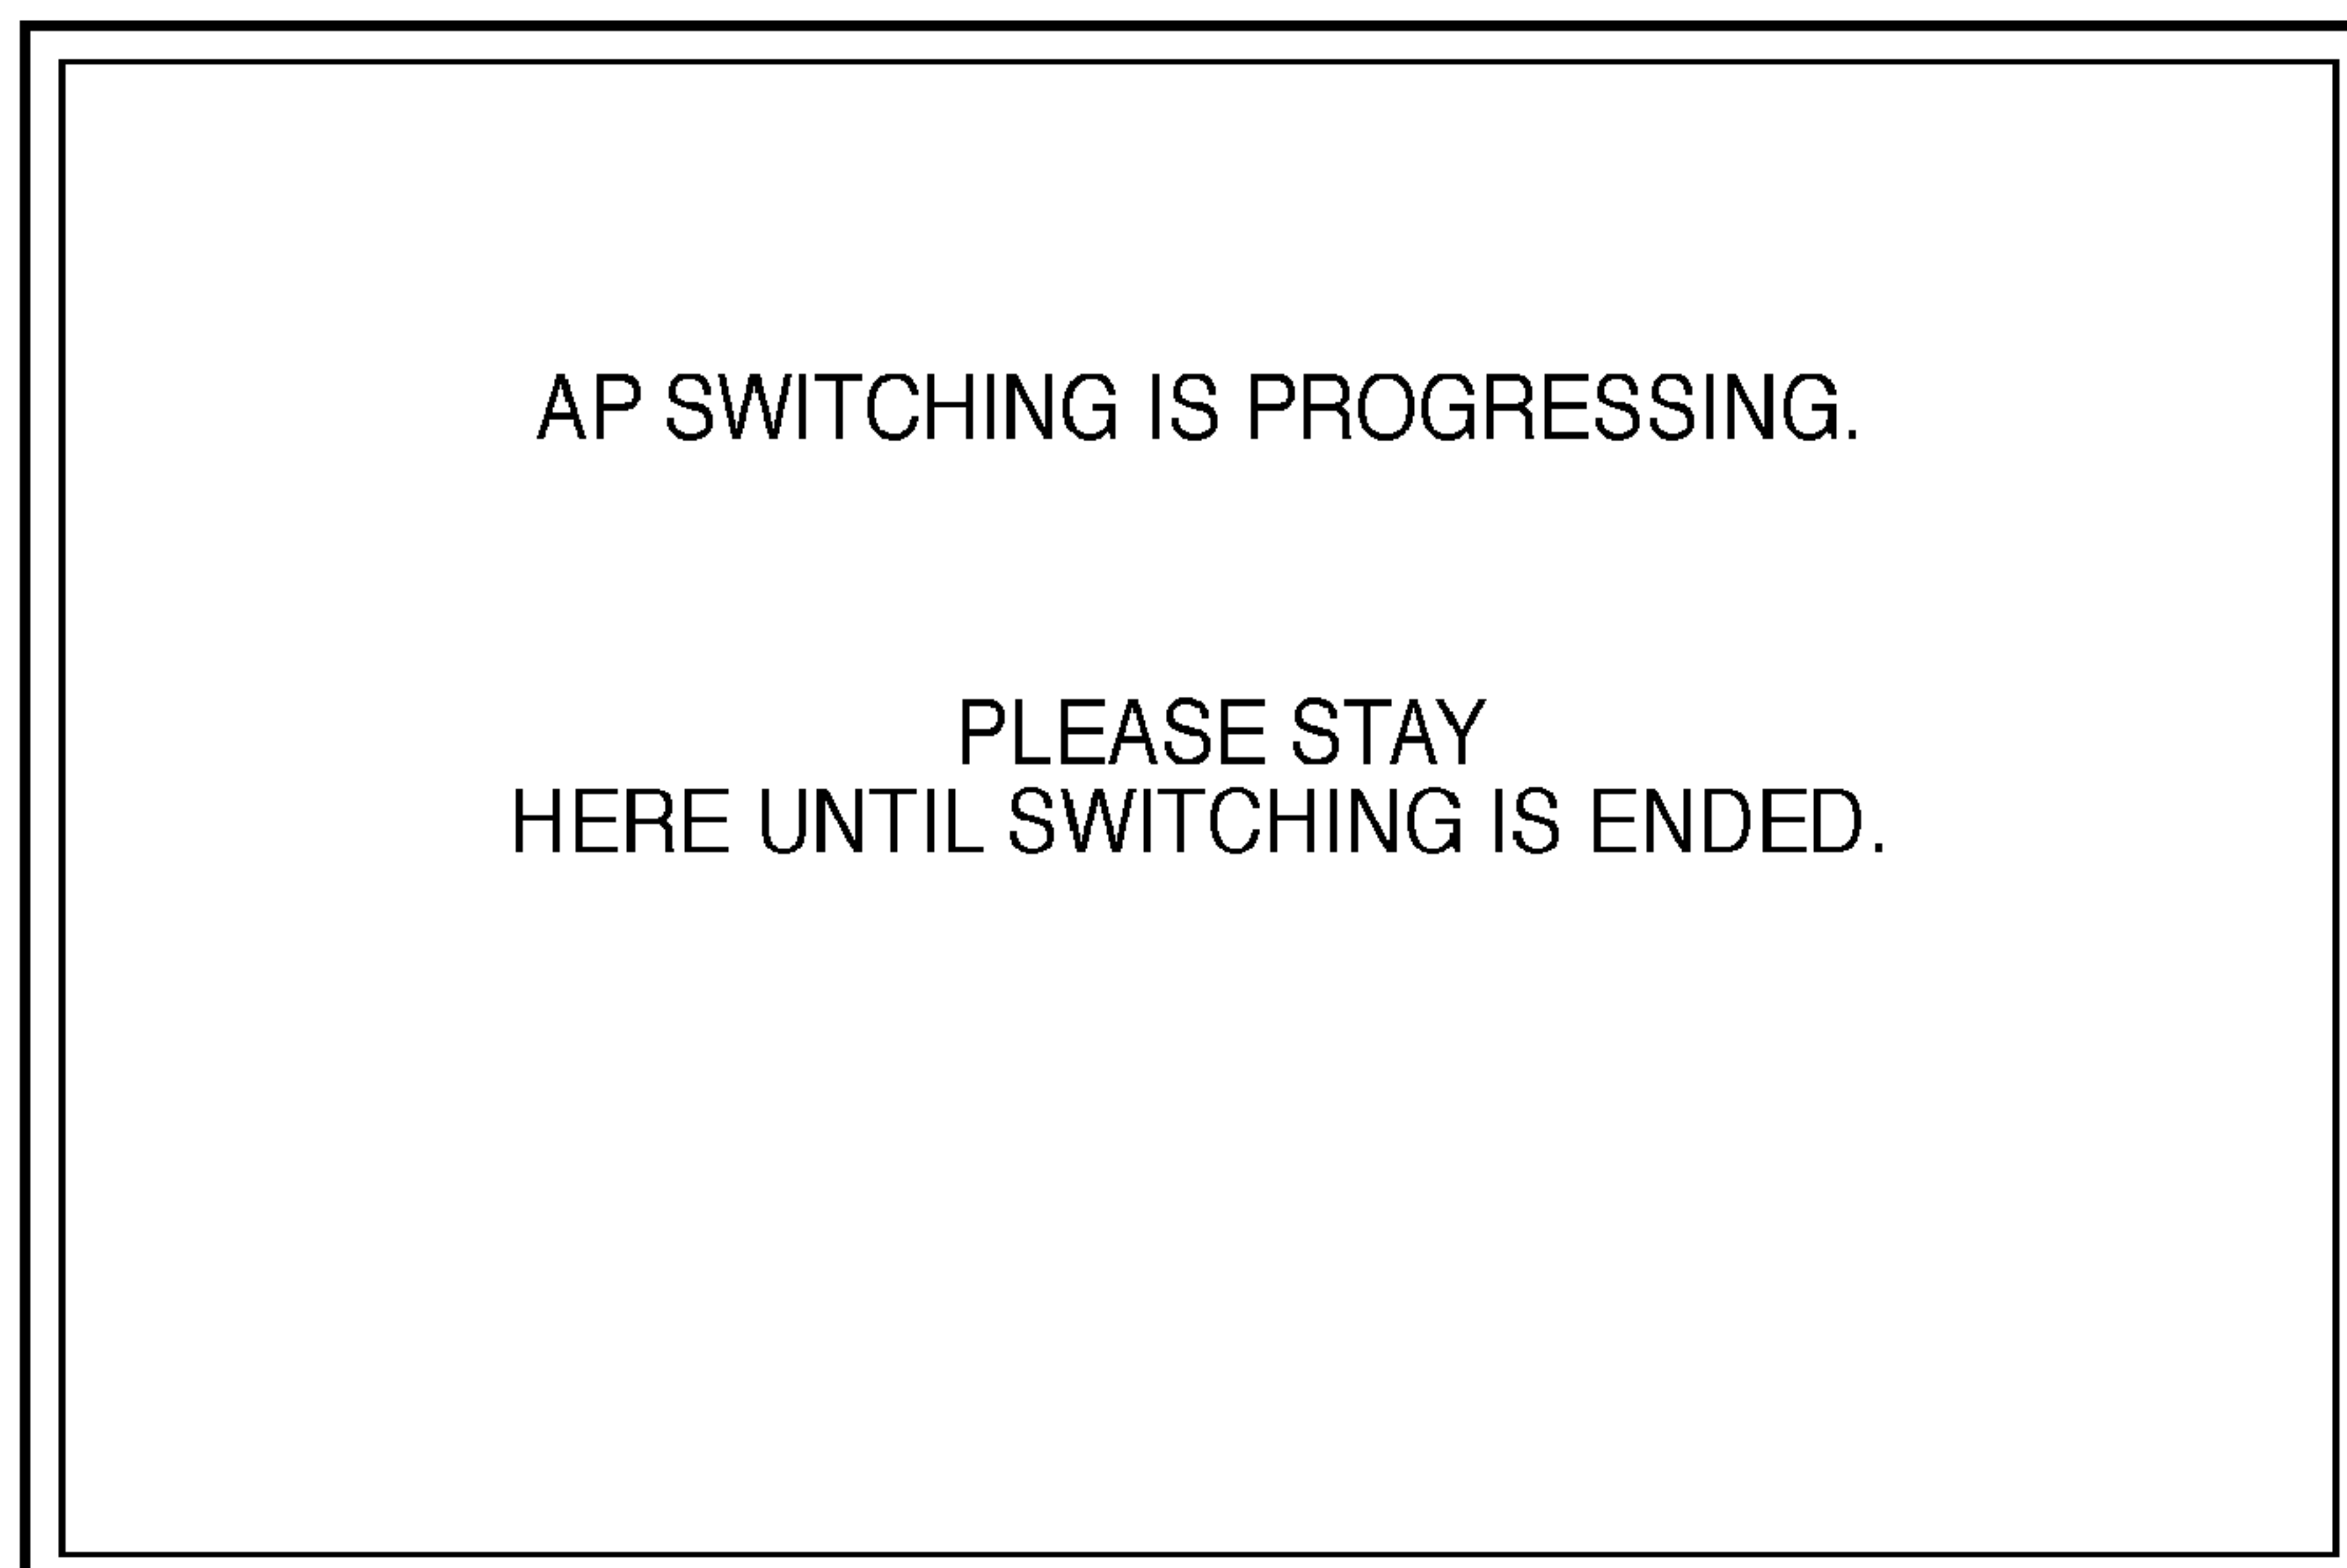 AP SWITCHING IS PROGRESSING.
PLEASE STAY
HERE UNTIL SWITCHING IS ENDED.